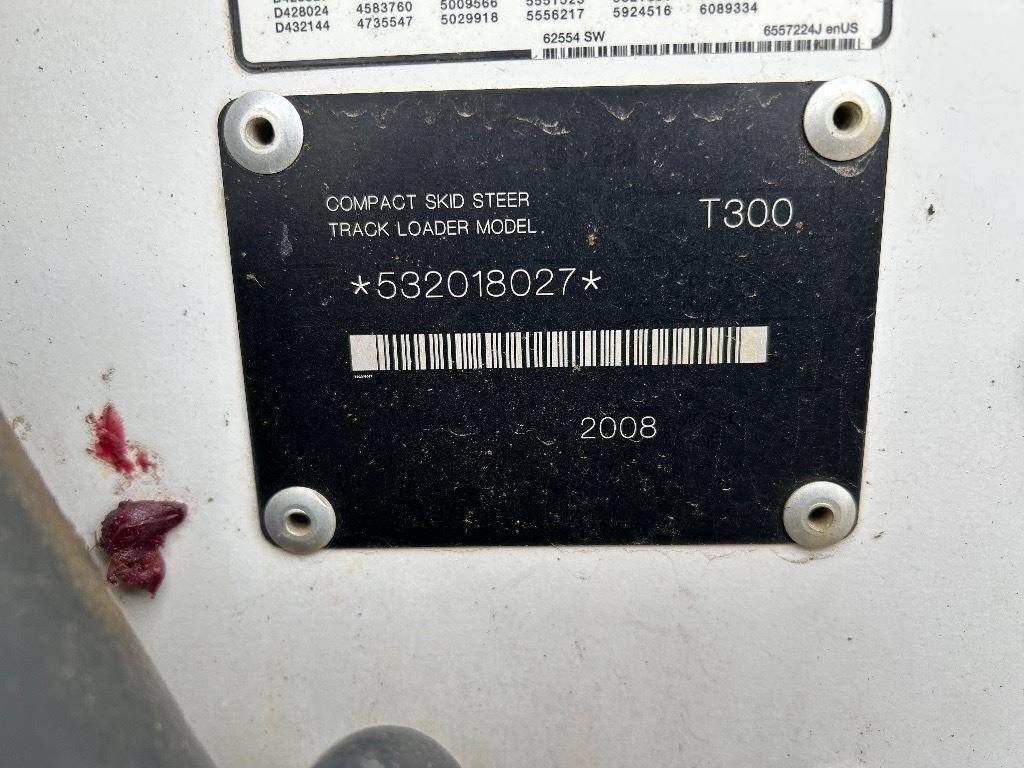 D428024 4583760 5009566 5924516 6089334
D432144 4735547 5029918 5556217
62554 SW 6557224J enUS
COMPACT SKID STEER
TRACK LOADER MODEL T300
*532018027*
2008